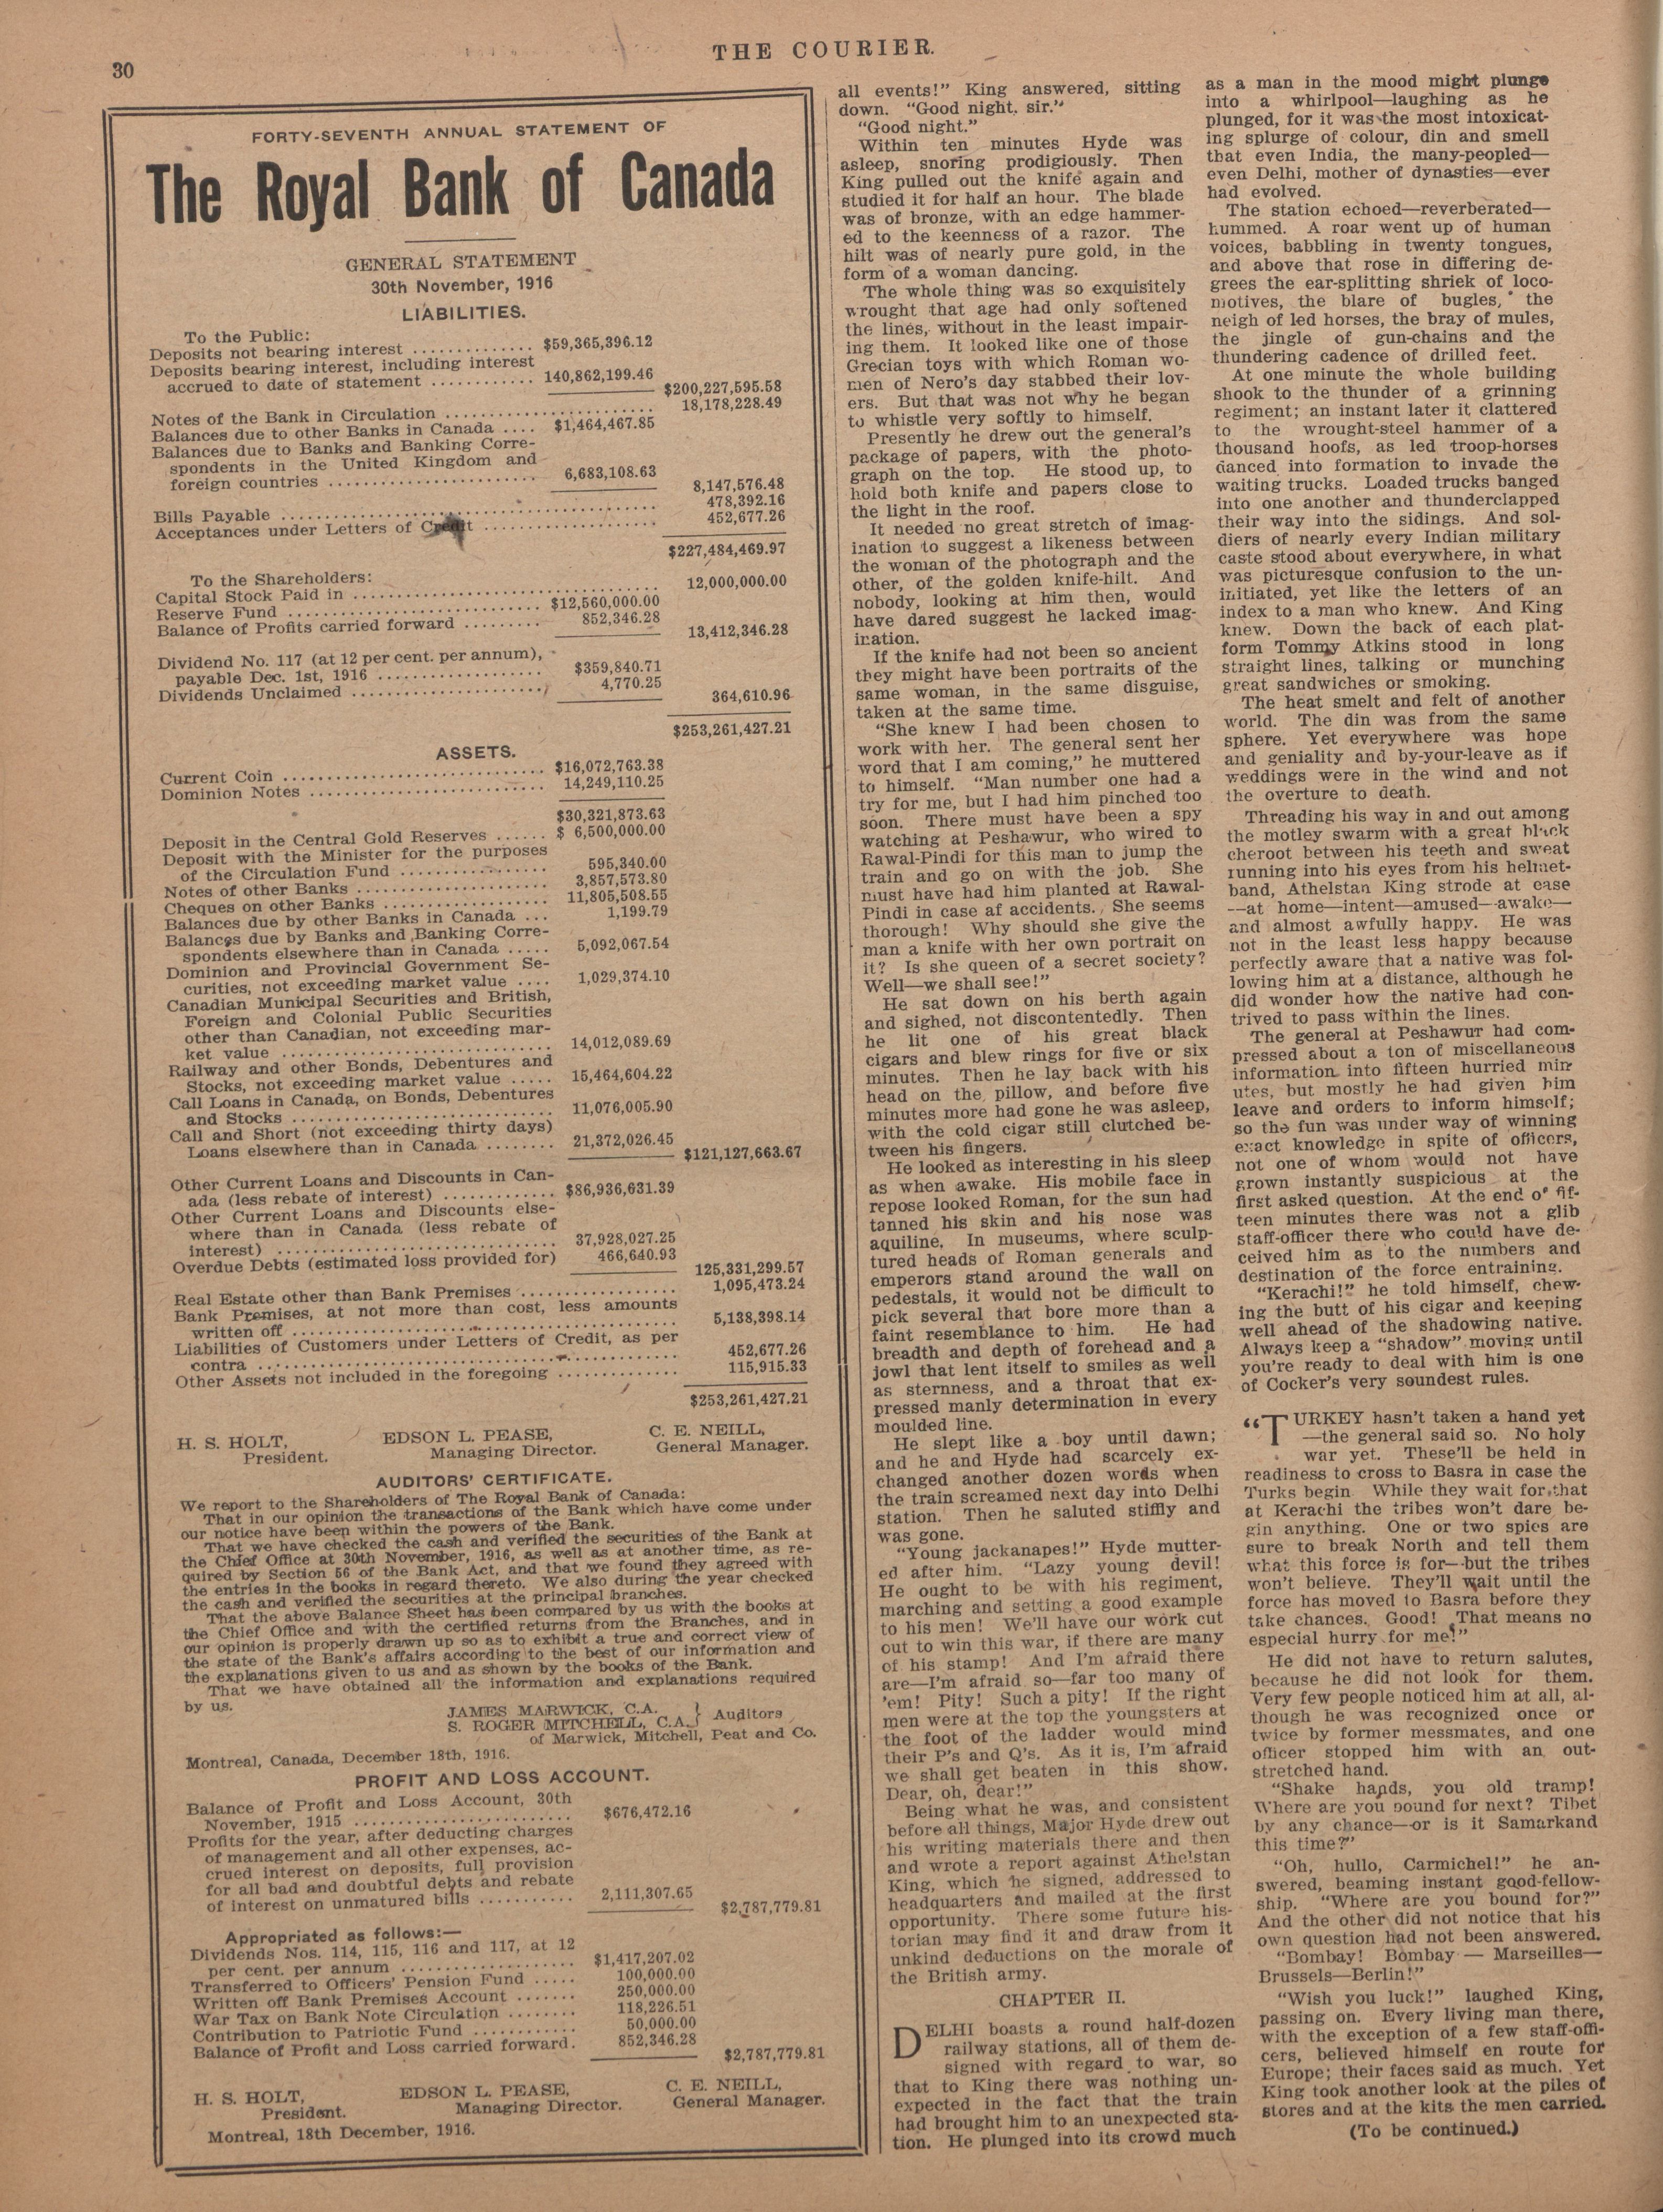 30
THE COURIER.
FORTY-SEVENTH ANNUAL STATEMENT OF
The Royal Bank of Canada
GENERAL STATEMENT
30th November, 1916
LIABILITIES.
To the Public:
Deposits not bearing interest .............. $59,365,396.12
Deposits bearing interest, including interest
accrued to date of statement ............ 140,862,199.46
$200,227,595.58
Notes of the Bank in Circulation ........................ 18,178,228.49
Balances due to other Banks in Canada .... $1,464,467.85
Balances due to Banks and Banking Corre-
spondents in the United Kingdom and
foreign countries ........................ 6,683,108.63
8,147,576.48
Bills Payable ........................................... 478,392.16
Acceptances under Letters of Credit .................... 452,677.26
$227,484,469.97
To the Shareholders:
Capital Stock Paid in ................................... 12,000,000.00
Reserve Fund ............................. $12,560,000.00
Balance of Profits carried forward ......... 852,346.28
13,412,346.28
Dividend No. 117 (at 12 per cent. per annum),
payable Dec. 1st, 1916 ................... $359,840.71
Dividends Unclaimed ...................... 4,770.25
364,610.96
$253,261,427.21
ASSETS.
Current Coin .............................. $16,072,763.38
Dominion Notes ........................... 14,249,110.25
$30,321,873.63
Deposit in the Central Gold Reserves ...... $ 6,500,000.00
Deposit with the Minister for the purposes
of the Circulation Fund ................. 595,340.00
Notes of other Banks ...................... 3,857,573.80
Cheques on other Banks ................... 11,805,508.55
Balances due by other Banks in Canada ... 1,199.79
Balances due by Banks and Banking Corre-
spondents elsewhere than in Canada ..... 5,092,067.54
Dominion and Provincial Government Se-
curities, not exceeding market value .... 1,029,374.10
Canadian Municipal Securities and British,
Foreign and Colonial Public Securities
other than Canadian, not exceeding mar-
ket value ............................... 14,012,089.69
Railway and other Bonds, Debentures and
Stocks, not exceeding market value ..... 15,464,604.22
Call Loans in Canada, on Bonds, Debentures
and Stocks .............................. 11,076,005.90
Call and Short (not exceeding thirty days)
Loans elsewhere than in Canada ........ 21,372,026.45
$121,127,663.67
Other Current Loans and Discounts in Can-
ada (less rebate of interest) ............. $86,936,631.39
Other Current Loans and Discounts else-
where than in Canada (less rebate of
interest) ................................ 37,928,027.25
Overdue Debts (estimated loss provided for) 466,640.93
125,331,299.57
Real Estate other than Bank Premises .................. 1,095,473.24
Bank Premises, at not more than cost, less amounts
written off ............................................ 5,138,398.14
Liabilities of Customers under Letters of Credit, as per
contra ................................................ 452,677.26
Other Assets not included in the foregoing .............. 115,915.33
$253,261,427.21
H. S. HOLT,
President.
EDSON L. PEASE,
Managing Director.
C. E. NEILL,
General Manager.
AUDITORS' CERTIFICATE.
We report to the Shareholders of The Royal Bank of Canada:
That in our opinion the transactions of the Bank which have come under
our notice have been within the powers of the Bank.
That we have checked the cash and verified the securities of the Bank at
the Chief Office at 30th November, 1916, as well as at another time, as re-
quired by Section 56 of the Bank Act, and that we found they agreed with
the entries in the books in regard thereto. We also during the year checked
the cash and verified the securities at the principal branches.
That the above Balance Sheet has been compared by us with the books at
the Chief Office and with the certified returns from the Branches, and in
our opinion is properly drawn up so as to exhibit a true and correct view of
the state of the Bank's affairs according to the best of our information and
the explanations given to us and as shown by the books of the Bank.
That we have obtained all the information and explanations required
by us.
JAMES MARWICK, C.A.
S. ROGER MITCHELL, C.A.
} Auditors
of Marwick, Mitchell, Peat and Co.
Montreal, Canada, December 18th, 1916.
PROFIT AND LOSS ACCOUNT.
Balance of Profit and Loss Account, 30th
November, 1915 ......................... $676,472.16
Profits for the year, after deducting charges
of management and all other expenses, ac-
crued interest on deposits, full provision
for all bad and doubtful debts and rebate
of interest on unmatured bills ........... 2,111,307.65
$2,787,779.81
Appropriated as follows:—
Dividends Nos. 114, 115, 116 and 117, at 12
per cent. per annum .................... $1,417,207.02
Transferred to Officers' Pension Fund ..... 100,000.00
Written off Bank Premises Account ....... 250,000.00
War Tax on Bank Note Circulation ........ 118,226.51
Contribution to Patriotic Fund ............ 50,000.00
Balance of Profit and Loss carried forward. 852,346.28
$2,787,779.81
H. S. HOLT,
President.
EDSON L. PEASE,
Managing Director.
C. E. NEILL,
General Manager.
Montreal, 18th December, 1916.
all events!" King answered, sitting
down. "Good night, sir."
"Good night."
Within ten minutes Hyde was
asleep, snoring prodigiously. Then
King pulled out the knife again and
studied it for half an hour. The blade
was of bronze, with an edge hammer-
ed to the keenness of a razor. The
hilt was of nearly pure gold, in the
form of a woman dancing.
The whole thing was so exquisitely
wrought that age had only softened
the lines, without in the least impair-
ing them. It looked like one of those
Grecian toys with which Roman wo-
men of Nero's day stabbed their lov-
ers. But that was not why he began
to whistle very softly to himself.
Presently he drew out the general's
package of papers, with the photo-
graph on the top. He stood up, to
hold both knife and papers close to
the light in the roof.
It needed no great stretch of imag-
ination to suggest a likeness between
the woman of the photograph and the
other, of the golden knife-hilt. And
nobody, looking at him then, would
have dared suggest he lacked imag-
ination.
If the knife had not been so ancient
they might have been portraits of the
same woman, in the same disguise,
taken at the same time.
"She knew I had been chosen to
work with her. The general sent her
word that I am coming," he muttered
to himself. "Man number one had a
try for me, but I had him pinched too
soon. There must have been a spy
watching at Peshawur, who wired to
Rawal-Pindi for this man to jump the
train and go on with the job. She
must have had him planted at Rawal-
Pindi in case af accidents. She seems
thorough! Why should she give the
man a knife with her own portrait on
it? Is she queen of a secret society?
Well—we shall see!"
He sat down on his berth again
and sighed, not discontentedly. Then
he lit one of his great black
cigars and blew rings for five or six
minutes. Then he lay back with his
head on the pillow, and before five
minutes more had gone he was asleep,
with the cold cigar still clutched be-
tween his fingers.
He looked as interesting in his sleep
as when awake. His mobile face in
repose looked Roman, for the sun had
tanned his skin and his nose was
aquiline. In museums, where sculp-
tured heads of Roman generals and
emperors stand around the wall on
pedestals, it would not be difficult to
pick several that bore more than a
faint resemblance to him. He had
breadth and depth of forehead and a
jowl that lent itself to smiles as well
as sternness, and a throat that ex-
pressed manly determination in every
moulded line.
He slept like a boy until dawn;
and he and Hyde had scarcely ex-
changed another dozen words when
the train screamed next day into Delhi
station. Then he saluted stiffly and
was gone.
"Young jackanapes!" Hyde mutter-
ed after him. "Lazy young devil!
He ought to be with his regiment,
marching and setting a good example
to his men! We'll have our work cut
out to win this war, if there are many
of his stamp! And I'm afraid there
are—I'm afraid so—far too many of
'em! Pity! Such a pity! If the right
men were at the top the youngsters at
the foot of the ladder would mind
their P's and Q's. As it is, I'm afraid
we shall get beaten in this show.
Dear, oh, dear!"
Being what he was, and consistent
before all things, Major Hyde drew out
his writing materials there and then
and wrote a report against Athelstan
King, which he signed, addressed to
headquarters and mailed at the first
opportunity. There some future his-
torian may find it and draw from it
unkind deductions on the morale of
the British army.
CHAPTER II.
DELHI boasts a round half-dozen
railway stations, all of them de-
signed with regard to war, so
that to King there was nothing un-
expected in the fact that the train
had brought him to an unexpected sta-
tion. He plunged into its crowd much
as a man in the mood might plunge
into a whirlpool—laughing as he
plunged, for it was the most intoxicat-
ing splurge of colour, din and smell
that even India, the many-peopled—
even Delhi, mother of dynasties—ever
had evolved.
The station echoed—reverberated—
hummed. A roar went up of human
voices, babbling in twenty tongues,
and above that rose in differing de-
grees the ear-splitting shriek of loco-
motives, the blare of bugles, the
neigh of led horses, the bray of mules,
the jingle of gun-chains and the
thundering cadence of drilled feet.
At one minute the whole building
shook to the thunder of a grinning
regiment; an instant later it clattered
to the wrought-steel hammer of a
thousand hoofs, as led troop-horses
danced into formation to invade the
waiting trucks. Loaded trucks banged
into one another and thunderclapped
their way into the sidings. And sol-
diers of nearly every Indian military
caste stood about everywhere, in what
was picturesque confusion to the un-
initiated, yet like the letters of an
index to a man who knew. And King
knew. Down the back of each plat-
form Tommy Atkins stood in long
straight lines, talking or munching
great sandwiches or smoking.
The heat smelt and felt of another
world. The din was from the same
sphere. Yet everywhere was hope
and geniality and by-your-leave as if
weddings were in the wind and not
the overture to death.
Threading his way in and out among
the motley swarm with a great black
cheroot between his teeth and sweat
running into his eyes from his helmet-
band, Athelstan King strode at ease
—at home—intent—amused—awake—
and almost awfully happy. He was
not in the least less happy because
perfectly aware that a native was fol-
lowing him at a distance, although he
did wonder how the native had con-
trived to pass within the lines.
The general at Peshawur had com-
pressed about a ton of miscellaneous
information into fifteen hurried min-
utes, but mostly he had given him
leave and orders to inform himself;
so the fun was under way of winning
exact knowledge in spite of officers,
not one of whom would not have
grown instantly suspicious at the
first asked question. At the end of fif-
teen minutes there was not a glib
staff-officer there who could have de-
ceived him as to the numbers and
destination of the force entraining.
"Kerachi!" he told himself, chew-
ing the butt of his cigar and keeping
well ahead of the shadowing native.
Always keep a "shadow" moving until
you're ready to deal with him is one
of Cocker's very soundest rules.
"TURKEY hasn't taken a hand yet
—the general said so. No holy
war yet. These'll be held in
readiness to cross to Basra in case the
Turks begin. While they wait for that
at Kerachi the tribes won't dare be-
gin anything. One or two spies are
sure to break North and tell them
what this force is for—but the tribes
won't believe. They'll wait until the
force has moved to Basra before they
take chances. Good! That means no
especial hurry for me!"
He did not have to return salutes,
because he did not look for them.
Very few people noticed him at all, al-
though he was recognized once or
twice by former messmates, and one
officer stopped him with an out-
stretched hand.
"Shake hands, you old tramp!
Where are you bound for next? Tibet
by any chance—or is it Samarkand
this time?"
"Oh, hullo, Carmichel!" he an-
swered, beaming instant good-fellow-
ship. "Where are you bound for?"
And the other did not notice that his
own question had not been answered.
"Bombay! Bombay — Marseilles—
Brussels—Berlin!"
"Wish you luck!" laughed King,
passing on. Every living man there,
with the exception of a few staff-offi-
cers, believed himself en route for
Europe; their faces said as much. Yet
King took another look at the piles of
stores and at the kits the men carried.
(To be continued.)